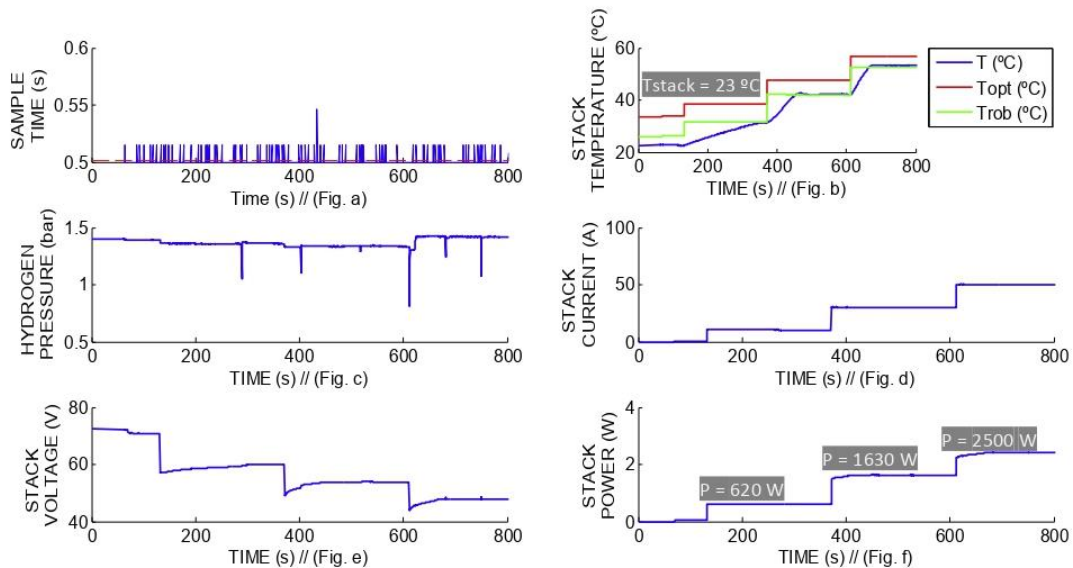 0.6
0.55
0.5
0
200
400
600
800
SAMPLE
TIME (s)
Time (s) // (Fig. a)
60
40
20
0
200
400
600
800
STACK
TEMPERATURE (ºC)
Tstack = 23 ºC
TIME (s) // (Fig. b)
T (ºC)
Topt (ºC)
Trob (ºC)
1.5
1
0.5
0
200
400
600
800
HYDROGEN
PRESSURE (bar)
TIME (s) // (Fig. c)
100
50
0
0
200
400
600
800
STACK
CURRENT (A)
TIME (s) // (Fig. d)
80
60
40
0
200
400
600
800
STACK
VOLTAGE (V)
TIME (s) // (Fig. e)
4
2
0
0
200
400
600
800
STACK
POWER (W)
P = 620 W
P = 1630 W
P = 2500 W
TIME (s) // (Fig. f)